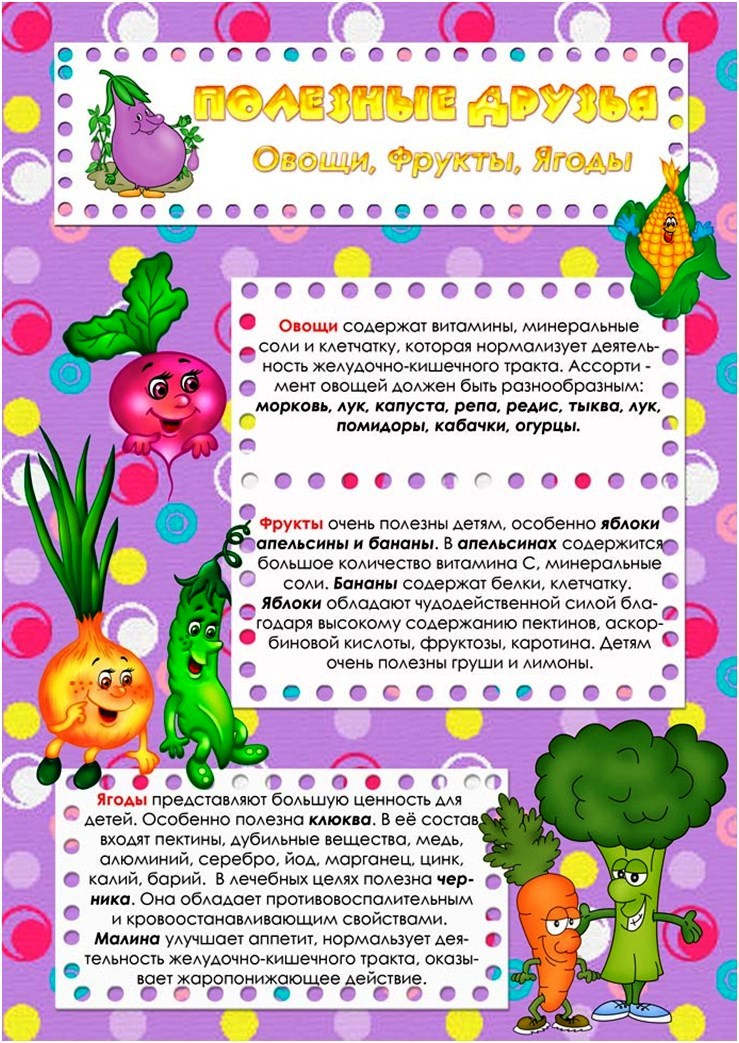 ПОЛЕЗНЫЕ ДРУЗЬЯ
Овощи, Фрукты, Ягоды
Овощи содержат витамины, минеральные
соли и клетчатку, которая нормализует деятель-
ность желудочно-кишечного тракта. Ассорти -
мент овощей должен быть разнообразным:
морковь, лук, капуста, репа, редис, тыква, лук,
помидоры, кабачки, огурцы.
Фрукты очень полезны детям, особенно яблоки
апельсины и бананы. В апельсинах содержится
большое количество витамина С, минеральные
соли. Бананы содержат белки, клетчатку.
Яблоки обладают чудодейственной силой бла-
годаря высокому содержанию пектинов, аскор-
биновой кислоты, фруктозы, каротина. Детям
очень полезны груши и лимоны.
Ягоды представляют большую ценность для
детей. Особенно полезна клюква. В её состав
входят пектины, дубильные вещества, медь,
алюминий, серебро, йод, марганец, цинк,
калий, барий. В лечебных целях полезна чер-
ника. Она обладает противовоспалительным
и кровоостанавливающим свойствами.
Малина улучшает аппетит, нормальзует дея-
тельность желудочно-кишечного тракта, оказы-
вает жаропонижающее действие.